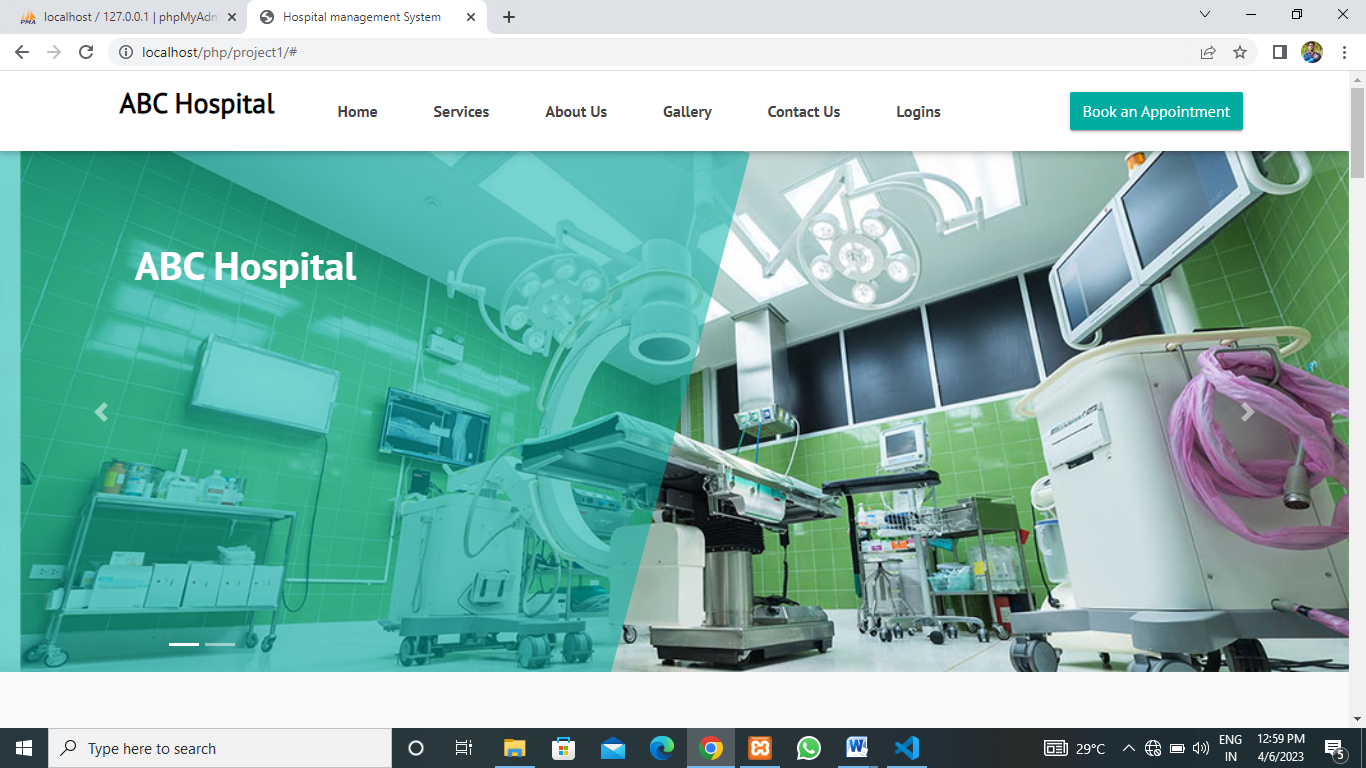 localhost / 127.0.0.1 | phpMyAdm
Hospital management System
localhost/php/project1/#
ABC Hospital
Home
Services
About Us
Gallery
Contact Us
Logins
Book an Appointment
ABC Hospital
Type here to search
29°C
ENG
IN
12:59 PM
4/6/2023
5